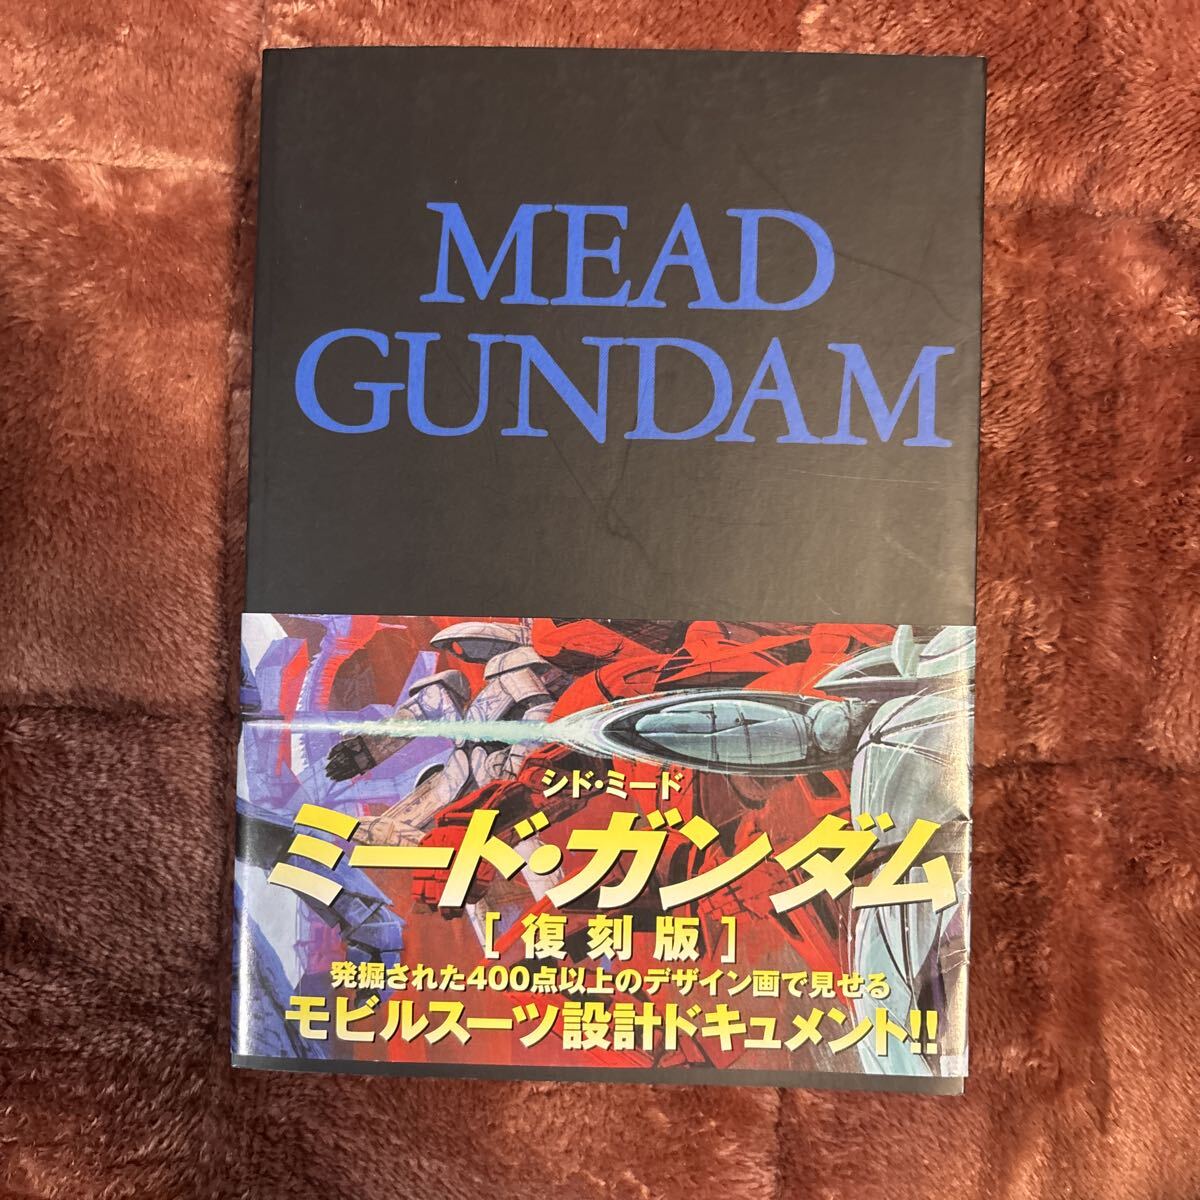 MEAD
GUNDAM
シド・ミード
ミード・ガンダム
[復刻版]
発掘された400点以上のデザイン画で見せる
モビルスーツ設計ドキュメント!!